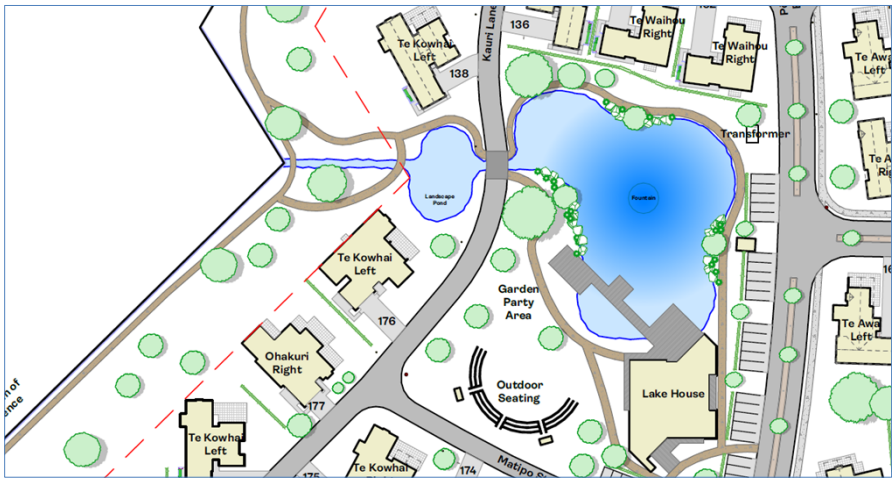 136
Te Waihou
Right
Te Waihou
Right
Kauri Lane
Te Kowhai
Left
138
Te Awa
Left
Transformer
Landscape
Pond
Fountain
Te Kowhai
Left
176
Garden
Party
Area
Te Awa
Left
Ohakuri
Right
177
Outdoor
Seating
Lake House
Te Kowhai
Left
Te Kowhai
174
175
Matipo